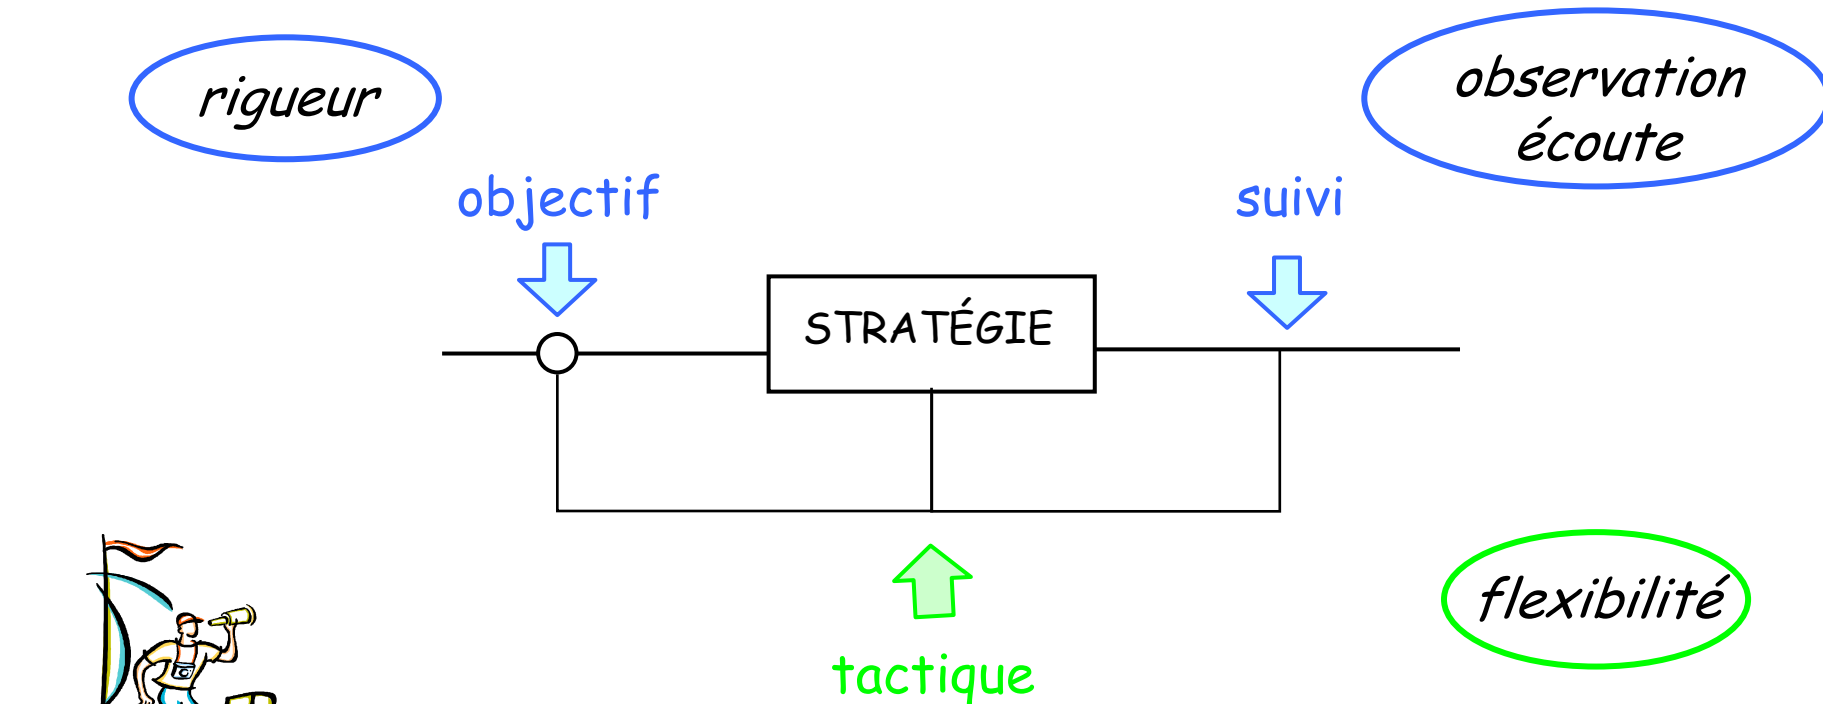 rigueur
observation
écoute
objectif
suivi
STRATÉGIE
flexibilité
tactique